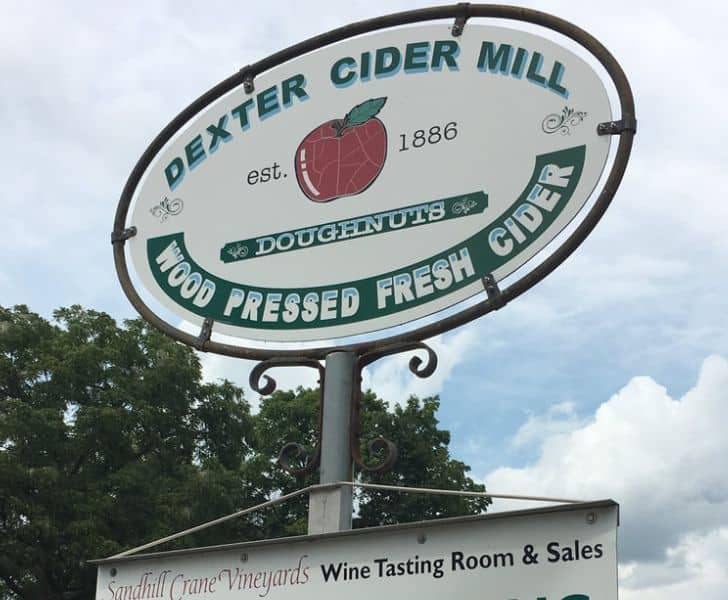 DEXTER CIDER MILL
est. 1886
DOUGHNUTS
WOOD PRESSED FRESH CIDER
Sandhill Crane Vineyards Wine Tasting Room & Sales